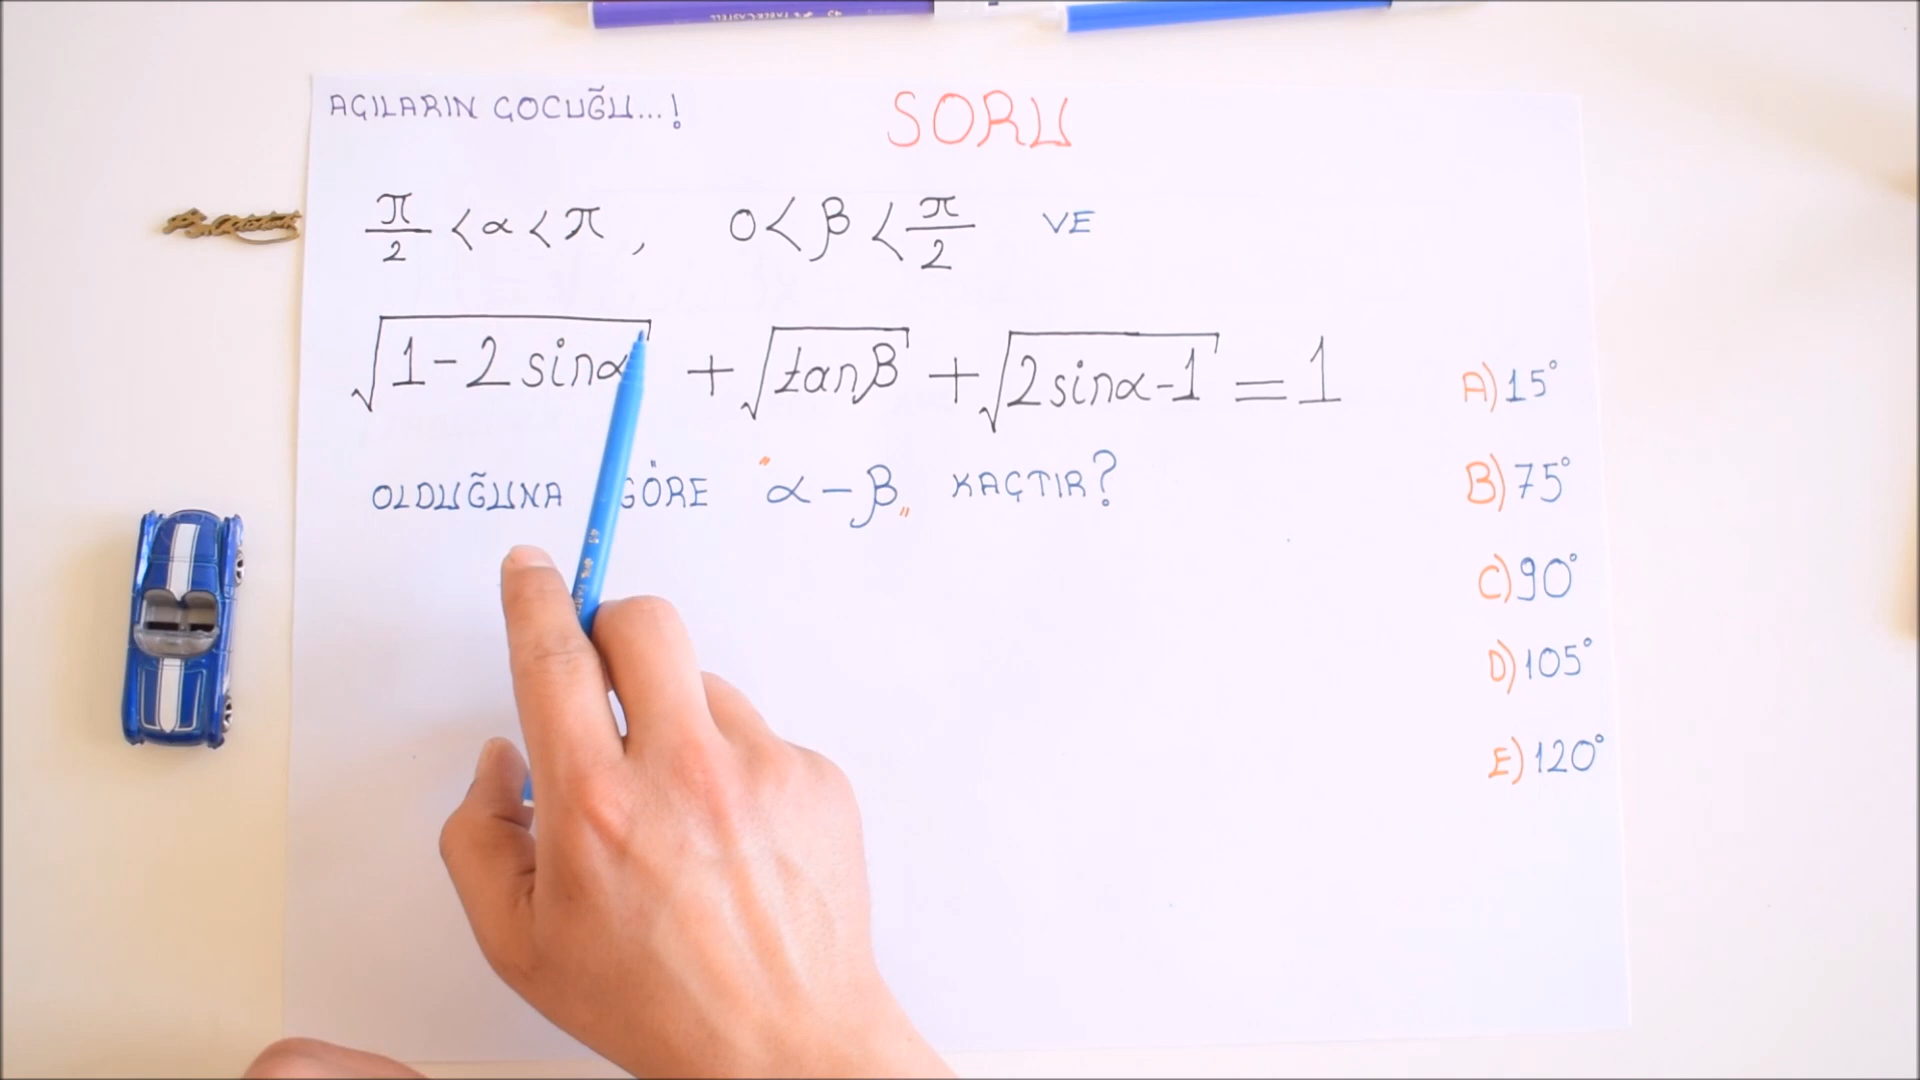 AÇILARIN ÇOCUĞU...!
SORU
π/2 < α < π , 0 < β < π/2 VE
√(1-2sinα) + √(tanβ) + √(2sinα-1) = 1
OLDUĞUNA GÖRE "α-β" KAÇTIR?
A) 15°
B) 75°
C) 90°
D) 105°
E) 120°